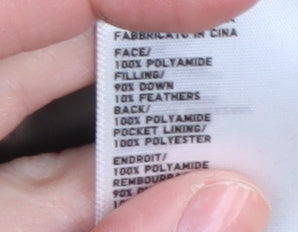 FABBRICATO IN CINA
FACE/
100% POLYAMIDE
FILLING/
90% DOWN
10% FEATHERS
BACK/
100% POLYAMIDE
POCKET LINING/
100% POLYESTER
ENDROIT/
100% POLYAMIDE
90%